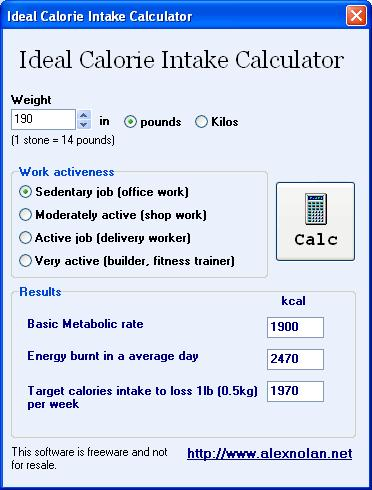 Ideal Calorie Intake Calculator
Ideal Calorie Intake Calculator
Weight
190 in pounds Kilos
(1 stone = 14 pounds)
Work activeness
Sedentary job (office work)
Moderately active (shop work)
Active job (delivery worker)
Very active (builder, fitness trainer)
Calc
Results
kcal
Basic Metabolic rate 1900
Energy burnt in a average day 2470
Target calories intake to loss 1lb (0.5kg) 1970
per week
This software is freeware and not
for resale.
http://www.alexnolan.net